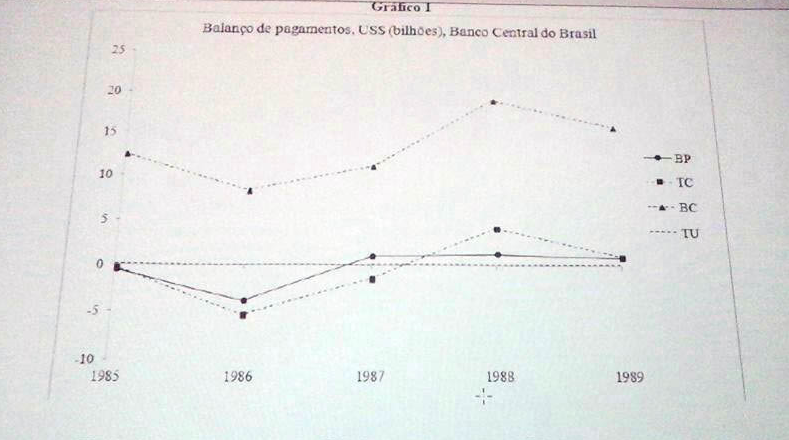 Gráfico I
Balanço de pagamentos, US$ (bilhões), Banco Central do Brasil
25
20
15
10
5
0
-5
-10
1985
1986
1987
1988
1989
BP
TC
BC
TU